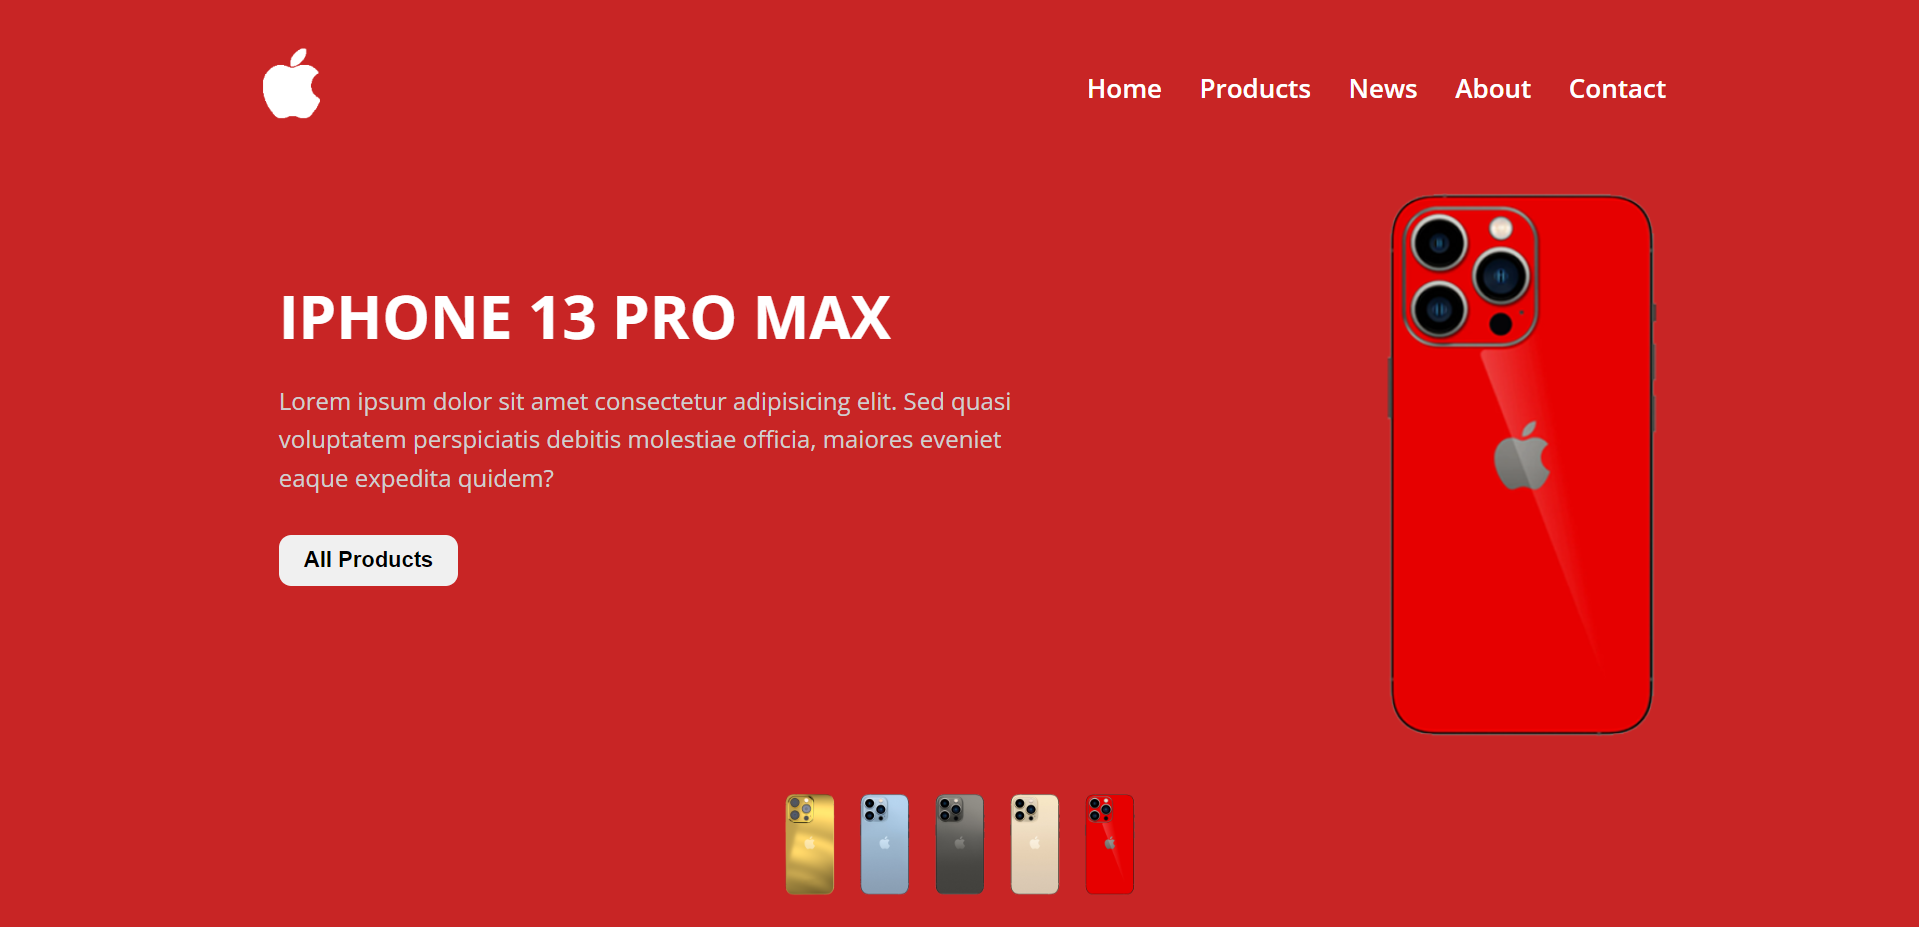 Home Products News About Contact
IPHONE 13 PRO MAX
Lorem ipsum dolor sit amet consectetur adipisicing elit. Sed quasi
voluptatem perspiciatis debitis molestiae officia, maiores eveniet
eaque expedita quidem?
All Products